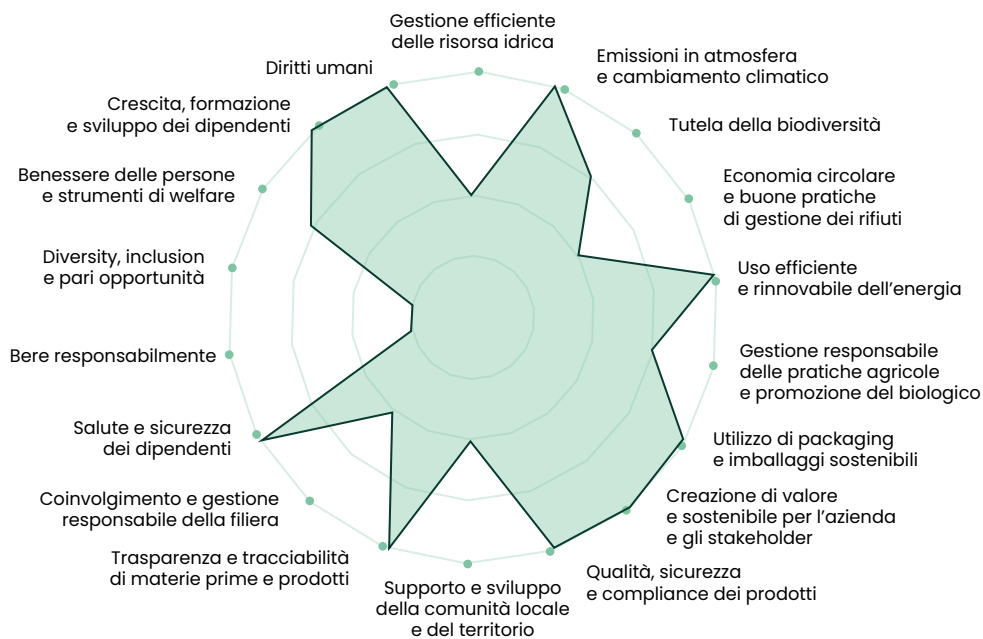 Gestione efficiente
delle risorsa idrica
Emissioni in atmosfera
e cambiamento climatico
Tutela della biodiversità
Economia circolare
e buone pratiche
di gestione dei rifiuti
Uso efficiente
e rinnovabile dell’energia
Gestione responsabile
delle pratiche agricole
e promozione del biologico
Utilizzo di packaging
e imballaggi sostenibili
Creazione di valore
e sostenibile per l’azienda
e gli stakeholder
Qualità, sicurezza
e compliance dei prodotti
Supporto e sviluppo
della comunità locale
e del territorio
Trasparenza e tracciabilità
di materie prime e prodotti
Coinvolgimento e gestione
responsabile della filiera
Salute e sicurezza
dei dipendenti
Bere responsabilmente
Diversity, inclusion
e pari opportunità
Benessere delle persone
e strumenti di welfare
Crescita, formazione
e sviluppo dei dipendenti
Diritti umani